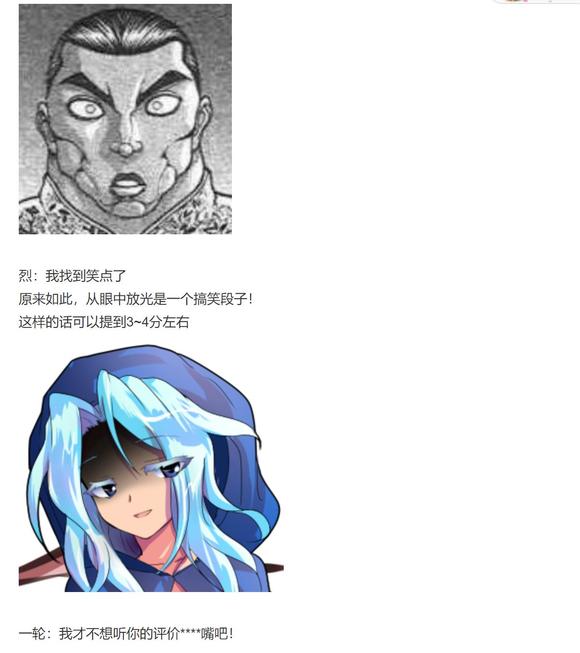 烈：我找到笑点了
原来如此，从眼中放光是一个搞笑段子！
这样的话可以提到3~4分左右
一轮：我才不想听你的评价****嘴吧！